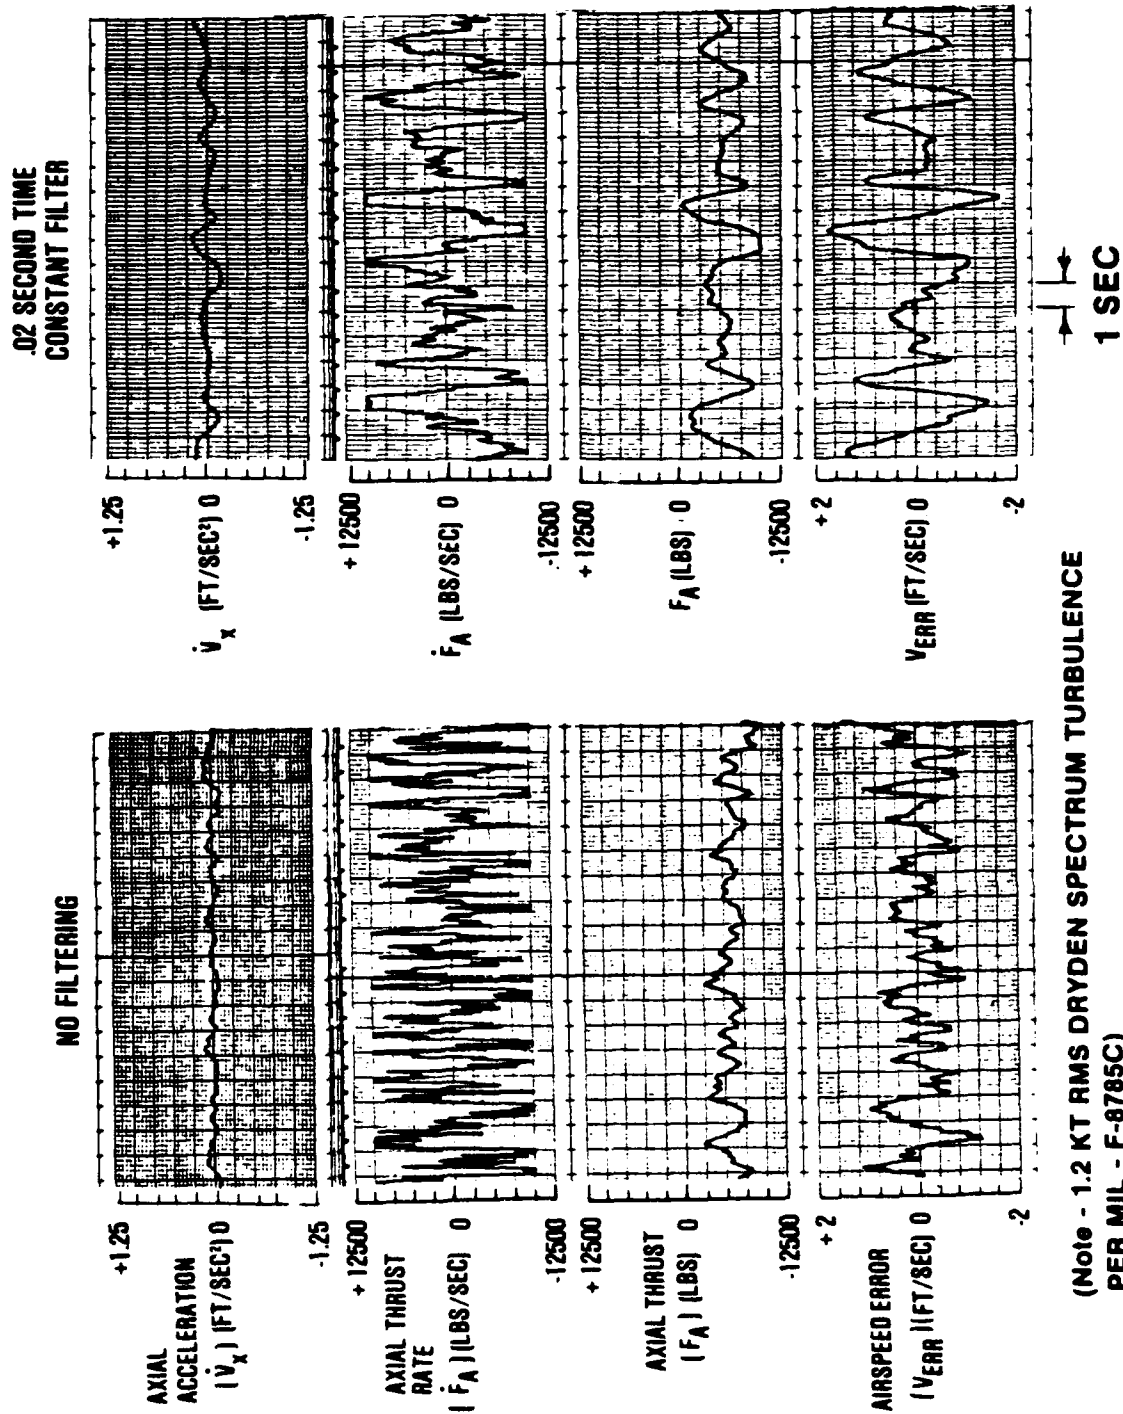 NO FILTERING
AXIAL
ACCELERATION
( V̇x ) (FT/SEC²) 0
+1.25
-1.25
AXIAL THRUST
RATE
( ḞA ) (LBS/SEC) 0
+ 12500
-12500
AXIAL THRUST
( FA ) (LBS) 0
+ 12500
-12500
AIRSPEED ERROR
(VERR )(FT/SEC) 0
+ 2
-2
.02 SECOND TIME
CONSTANT FILTER
V̇x (FT/SEC²) 0
+1.25
-1.25
ḞA (LBS/SEC) 0
+ 12500
-12500
FA (LBS) 0
+ 12500
-12500
VERR (FT/SEC) 0
+ 2
-2
1 SEC
(Note - 1.2 KT RMS DRYDEN SPECTRUM TURBULENCE
PER MIL - F-8785C)